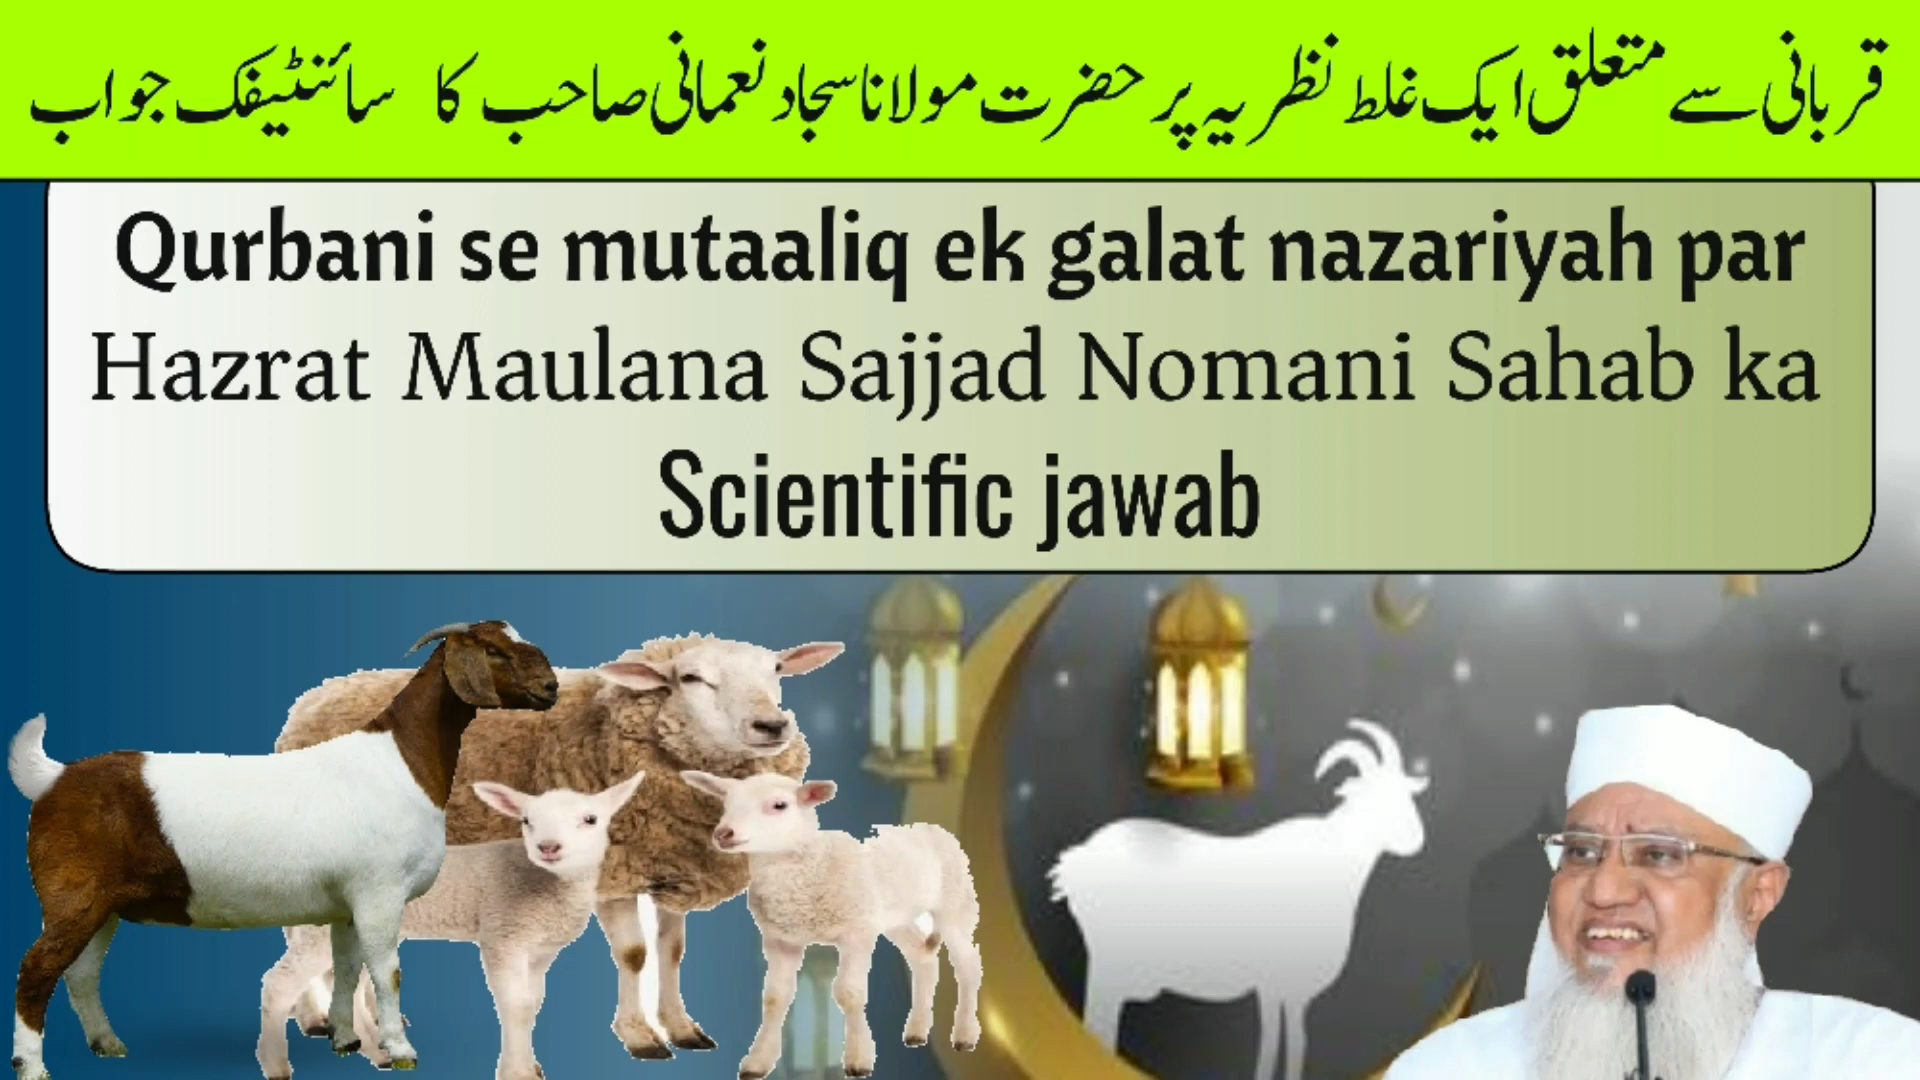 قربانی سے متعلق ایک غلط نظریہ پر حضرت مولانا سجاد نعمانی صاحب کا سائنٹیفک جواب
Qurbani se mutaaliq ek galat nazariyah par
Hazrat Maulana Sajjad Nomani Sahab ka
Scientific jawab